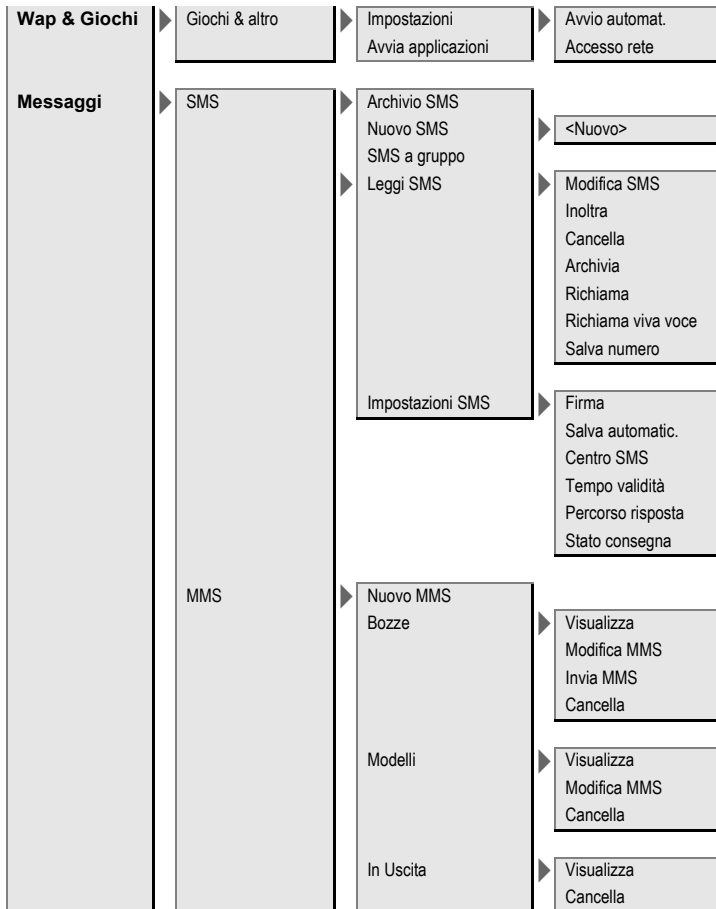 Wap & Giochi Giochi & altro Impostazioni Avvio automat.
Avvia applicazioni Accesso rete
Messaggi SMS Archivio SMS
Nuovo SMS <Nuovo>
SMS a gruppo
Leggi SMS Modifica SMS
Inoltra
Cancella
Archivia
Richiama
Richiama viva voce
Salva numero
Impostazioni SMS Firma
Salva automatic.
Centro SMS
Tempo validità
Percorso risposta
Stato consegna
MMS Nuovo MMS
Bozze Visualizza
Modifica MMS
Invia MMS
Cancella
Modelli Visualizza
Modifica MMS
Cancella
In Uscita Visualizza
Cancella